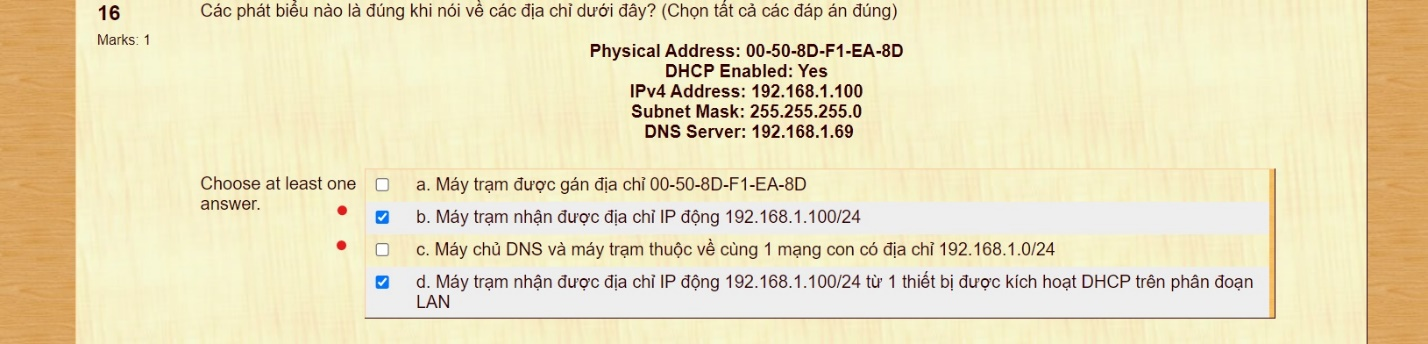 16
Các phát biểu nào là đúng khi nói về các địa chỉ dưới đây? (Chọn tất cả các đáp án đúng)
Marks: 1
Physical Address: 00-50-8D-F1-EA-8D
DHCP Enabled: Yes
IPv4 Address: 192.168.1.100
Subnet Mask: 255.255.255.0
DNS Server: 192.168.1.69
Choose at least one
answer.
a. Máy trạm được gán địa chỉ 00-50-8D-F1-EA-8D
b. Máy trạm nhận được địa chỉ IP động 192.168.1.100/24
c. Máy chủ DNS và máy trạm thuộc về cùng 1 mạng con có địa chỉ 192.168.1.0/24
d. Máy trạm nhận được địa chỉ IP động 192.168.1.100/24 từ 1 thiết bị được kích hoạt DHCP trên phân đoạn
LAN